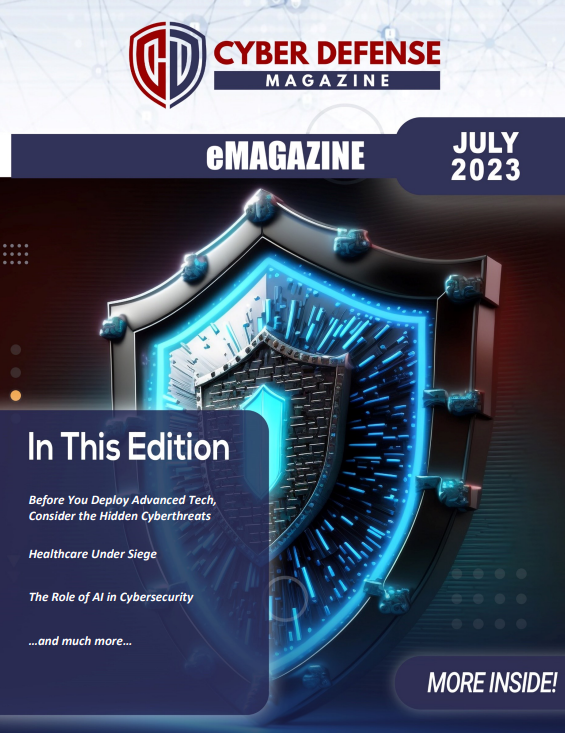 CD
CYBER DEFENSE
MAGAZINE
eMAGAZINE
JULY
2023
In This Edition
Before You Deploy Advanced Tech,
Consider the Hidden Cyberthreats
Healthcare Under Siege
The Role of AI in Cybersecurity
...and much more...
MORE INSIDE!